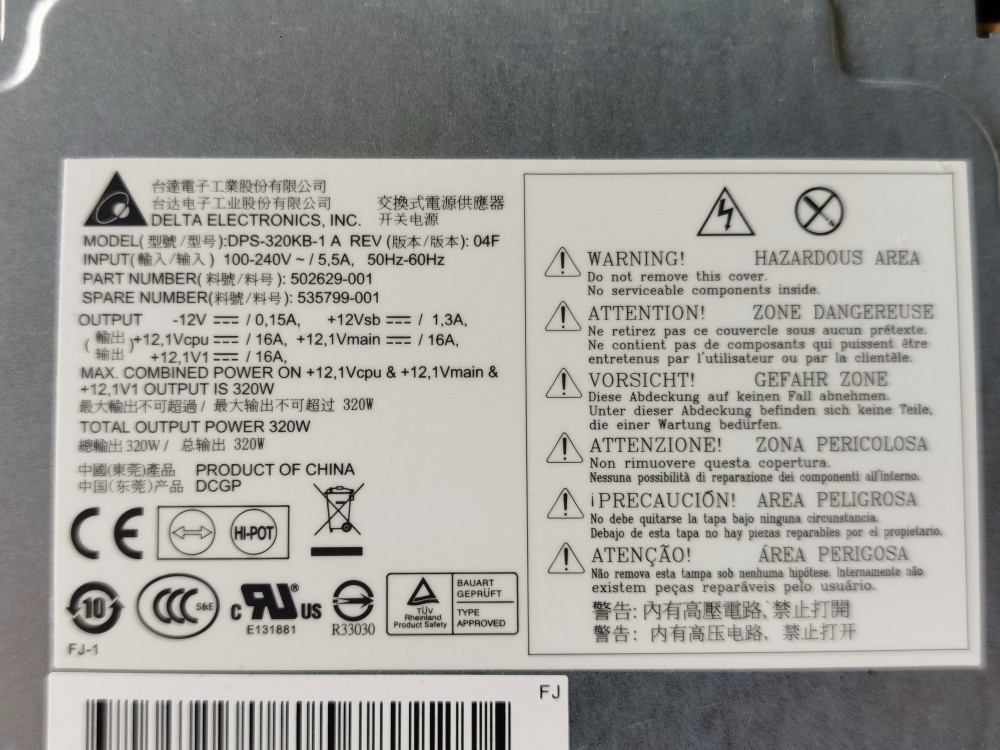 台達電子工業股份有限公司
台达电子工业股份有限公司
DELTA ELECTRONICS, INC.
交換式電源供應器
开关电源
MODEL(型號/型号):DPS-320KB-1 A REV (版本/版本): 04F
INPUT(輸入/输入) 100-240V ~ / 5,5A, 50Hz-60Hz
PART NUMBER(料號/料号): 502629-001
SPARE NUMBER(料號/料号): 535799-001
OUTPUT -12V ⎓ / 0,15A, +12Vsb ⎓ / 1,3A,
(輸出 输出) +12,1Vcpu ⎓ / 16A, +12,1Vmain ⎓ / 16A,
+12,1V1 ⎓ / 16A,
MAX. COMBINED POWER ON +12,1Vcpu & +12,1Vmain &
+12,1V1 OUTPUT IS 320W
最大輸出不可超過/ 最大输出不可超过 320W
TOTAL OUTPUT POWER 320W
總輸出 320W/ 总输出 320W
中國(東莞)產品 PRODUCT OF CHINA
中国(东莞)产品 DCGP
CE
HI-POT
10
CCC S&E
c RU ® US
E131881
R33030
TÜV
Rheinland
Product Safety
BAUART
GEPRÜFT
TYPE
APPROVED
FJ-1
WARNING! HAZARDOUS AREA
Do not remove this cover.
No serviceable components inside.
ATTENTION! ZONE DANGEREUSE
Ne retirez pas ce couvercle sous aucun prétexte.
Ne contient pas de composants qui puissent être
entretenus par l'utilisateur ou par la clientèle.
VORSICHT! GEFAHR ZONE
Diese Abdeckung auf keinen Fall abnehmen.
Unter dieser Abdeckung befinden sich keine Teile,
die einer Wartung bedürfen.
ATTENZIONE! ZONA PERICOLOSA
Non rimuovere questa copertura.
Nessuna possibilità di reparazione dei componenti all'interno.
¡PRECAUCIÓN! AREA PELIGROSA
No debe quitarse la tapa bajo ninguna circunstancia.
Debajo de esta tapa no hay piezas reparables por el propietario.
ATENÇÃO! ÁREA PERIGOSA
Não remova esta tampa sob nenhuma hipótese. Internamente não
existem peças reparáveis pelo usuário.
警告: 內有高壓電路, 禁止打開
警告: 内有高压电路, 禁止打开
FJ